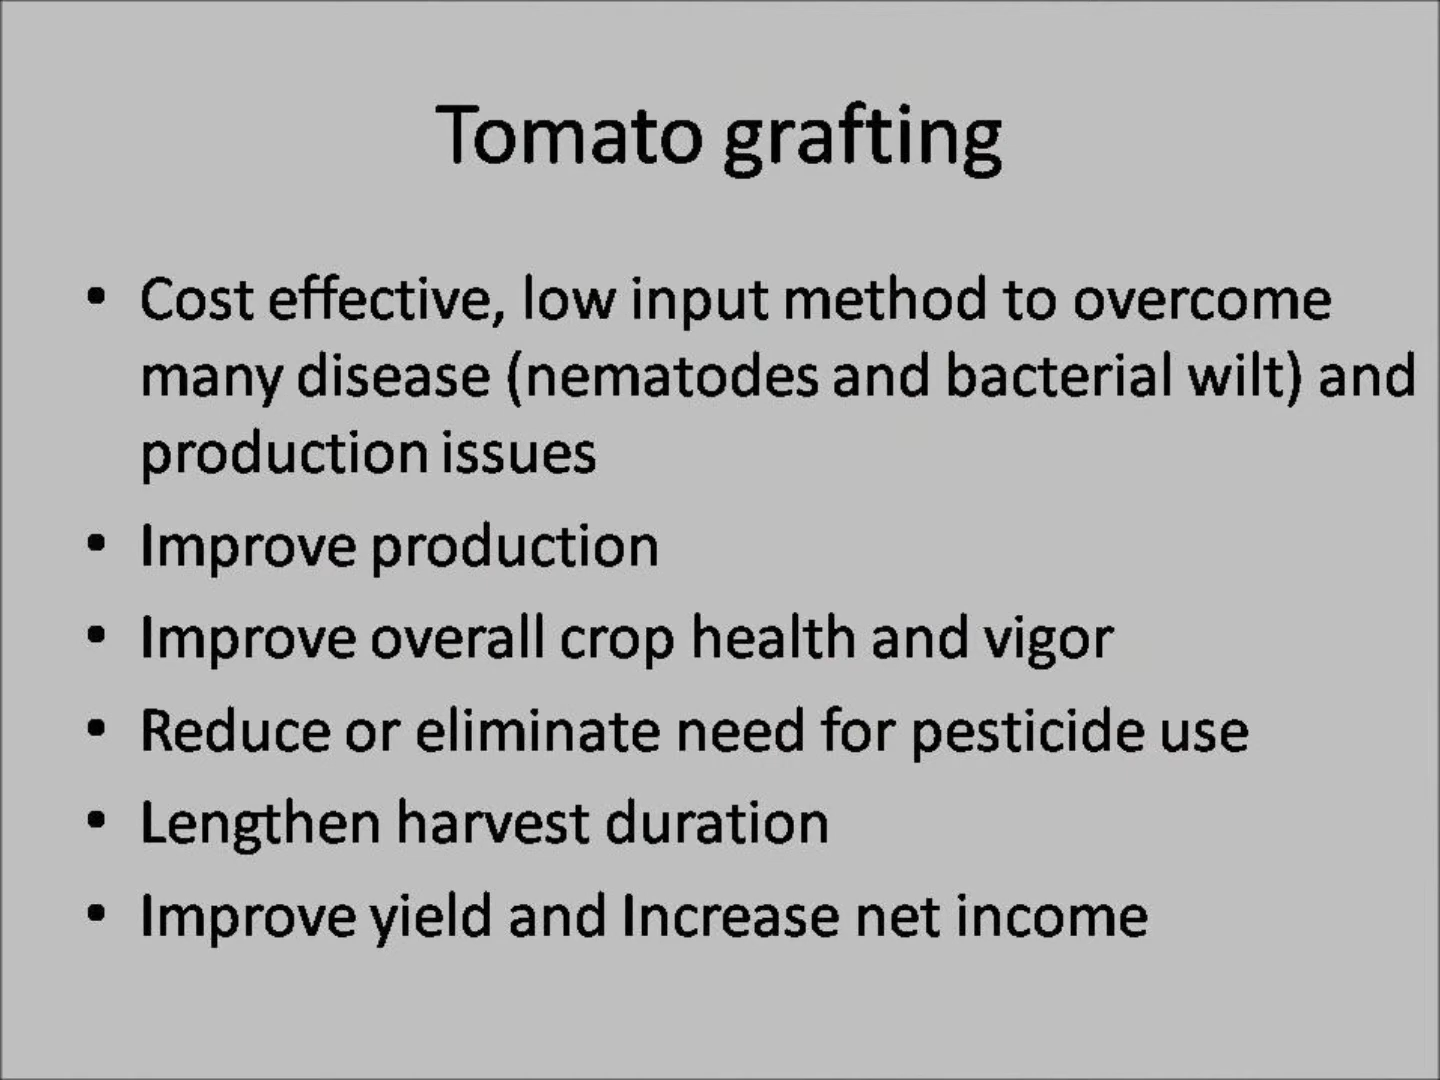 Tomato grafting
• Cost effective, low input method to overcome
many disease (nematodes and bacterial wilt) and
production issues
• Improve production
• Improve overall crop health and vigor
• Reduce or eliminate need for pesticide use
• Lengthen harvest duration
• Improve yield and Increase net income